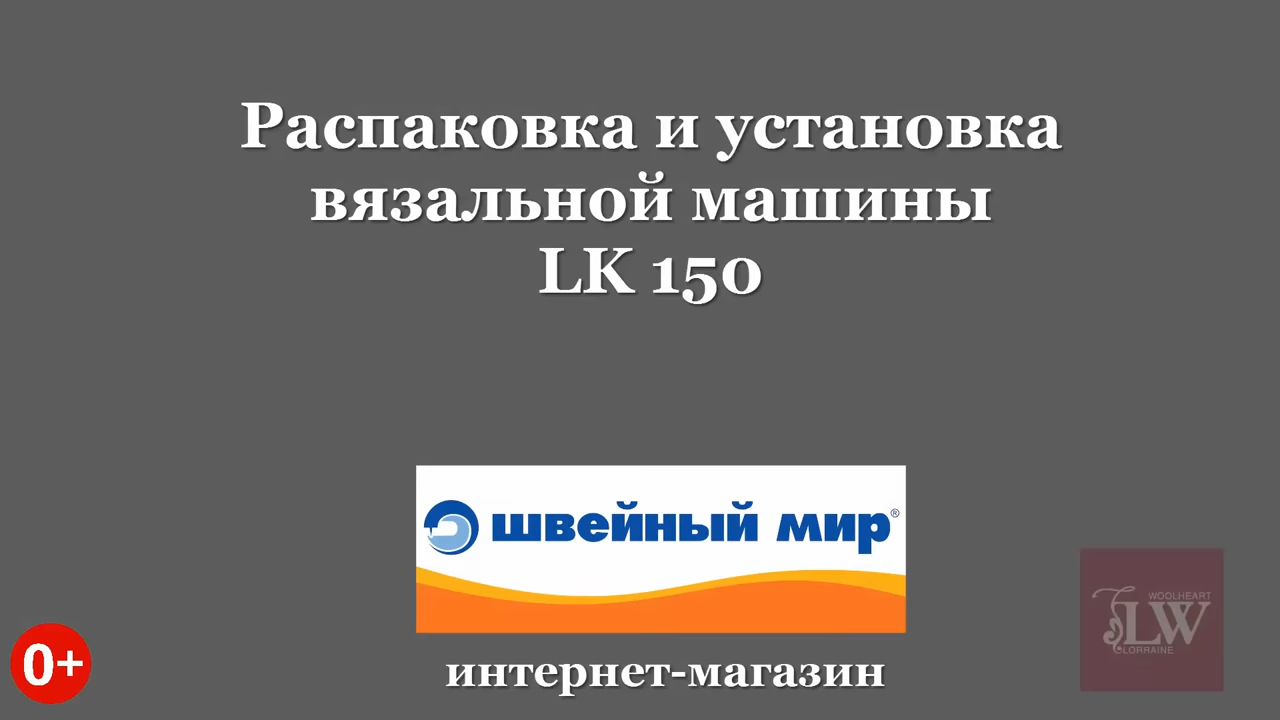 Распаковка и установка
вязальной машины
LK 150
швейный мир®
интернет-магазин
0+
WOOLHEART
LW
LORRAINE